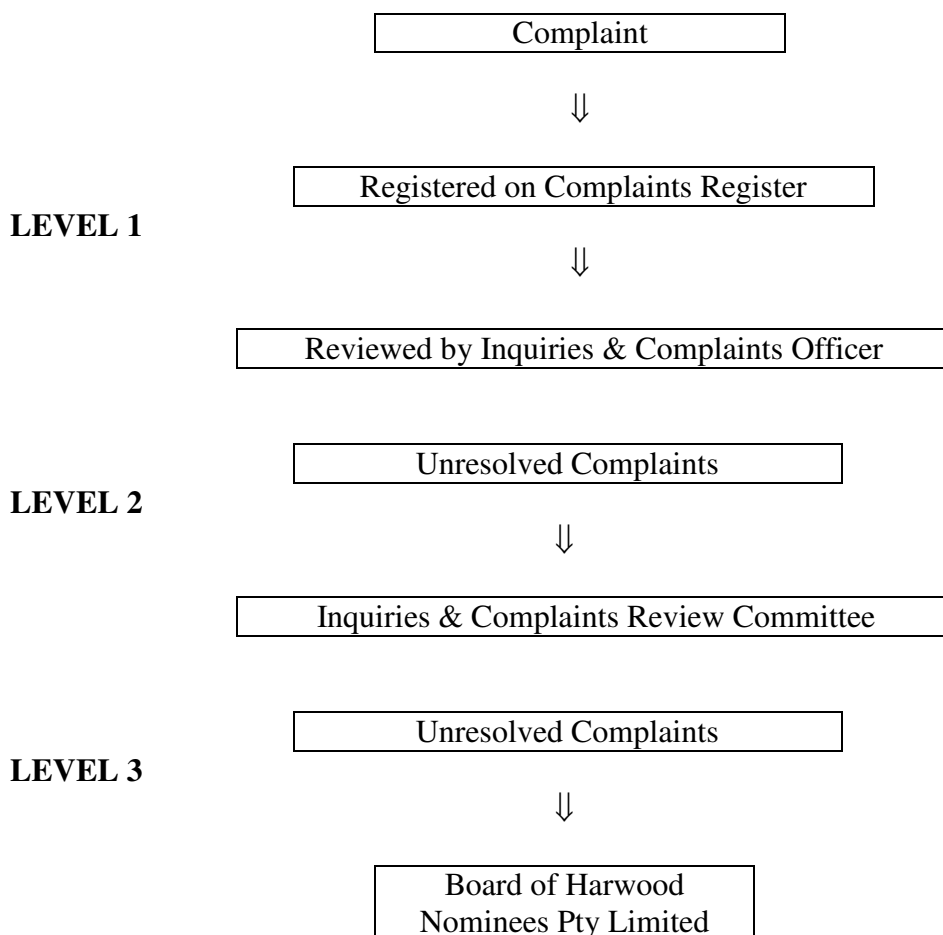 Complaint
⇓
Registered on Complaints Register
LEVEL 1
⇓
Reviewed by Inquiries & Complaints Officer
Unresolved Complaints
LEVEL 2
⇓
Inquiries & Complaints Review Committee
Unresolved Complaints
LEVEL 3
⇓
Board of Harwood
Nominees Pty Limited